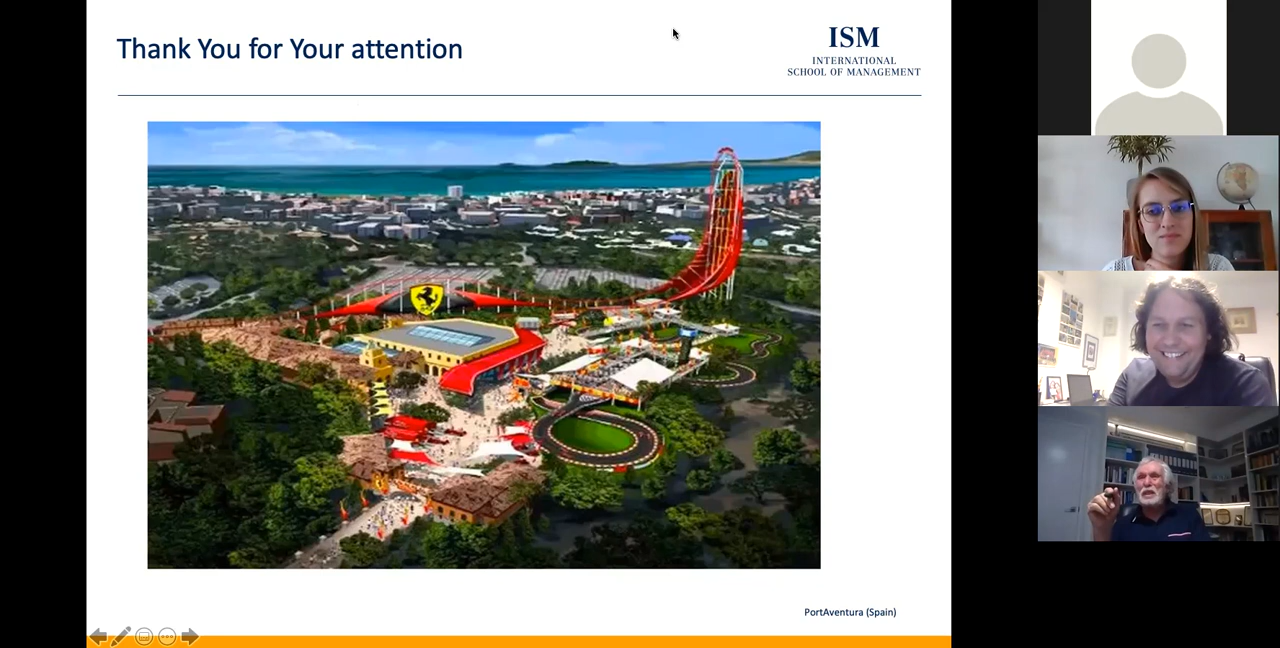 Thank You for Your attention
ISM
INTERNATIONAL
SCHOOL OF MANAGEMENT
PortAventura (Spain)